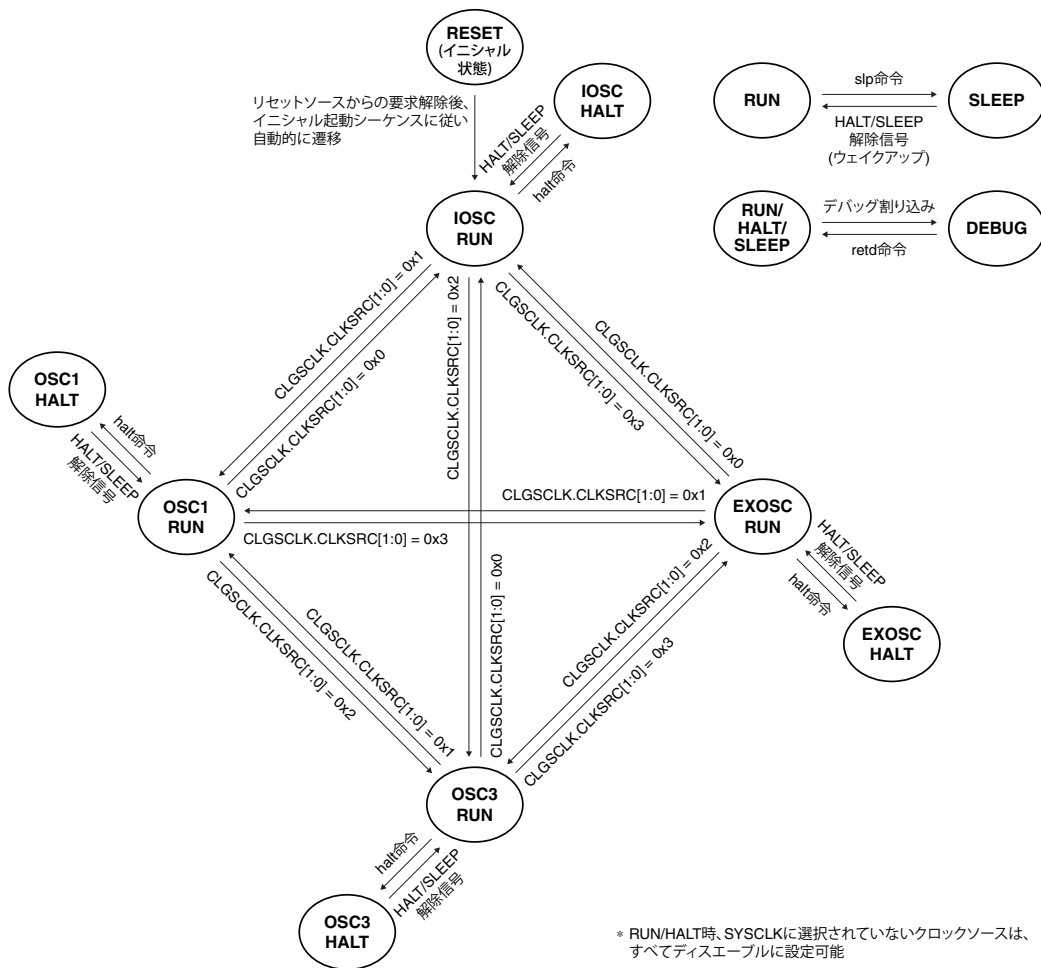 RESET
(イニシャル
状態)
リセットソースからの要求解除後、
イニシャル起動シーケンスに従い
自動的に遷移
IOSC
HALT
HALT/SLEEP
解除信号
halt命令
IOSC
RUN
RUN
slp命令
HALT/SLEEP
解除信号
(ウェイクアップ)
SLEEP
RUN/
HALT/
SLEEP
デバッグ割り込み
retd命令
DEBUG
CLGSCLK.CLKSRC[1:0] = 0x1
CLGSCLK.CLKSRC[1:0] = 0x0
CLGSCLK.CLKSRC[1:0] = 0x2
CLGSCLK.CLKSRC[1:0] = 0x0
CLGSCLK.CLKSRC[1:0] = 0x3
CLGSCLK.CLKSRC[1:0] = 0x0
OSC1
HALT
halt命令
HALT/SLEEP
解除信号
OSC1
RUN
CLGSCLK.CLKSRC[1:0] = 0x1
CLGSCLK.CLKSRC[1:0] = 0x3
EXOSC
RUN
HALT/SLEEP
解除信号
halt命令
EXOSC
HALT
CLGSCLK.CLKSRC[1:0] = 0x2
CLGSCLK.CLKSRC[1:0] = 0x1
CLGSCLK.CLKSRC[1:0] = 0x2
CLGSCLK.CLKSRC[1:0] = 0x3
OSC3
RUN
halt命令
HALT/SLEEP
解除信号
OSC3
HALT
* RUN/HALT時、SYSCLKに選択されていないクロックソースは、
すべてディスエーブルに設定可能